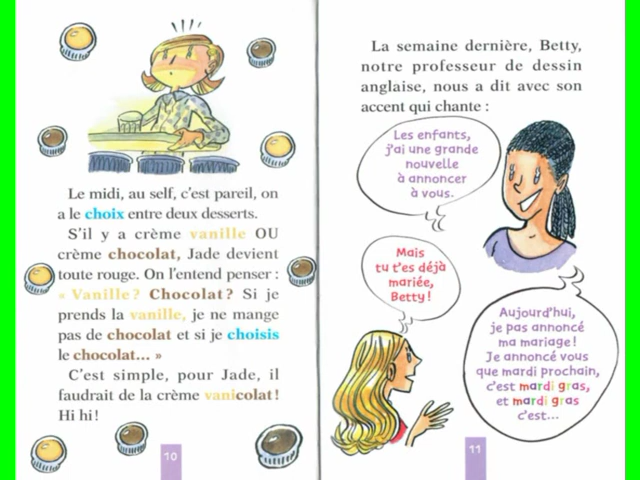 Le midi, au self, c'est pareil, on
a le choix entre deux desserts.
S'il y a crème vanille OU
crème chocolat, Jade devient
toute rouge. On l'entend penser :
« Vanille ? Chocolat ? Si je
prends la vanille, je ne mange
pas de chocolat et si je choisis
le chocolat... »
C'est simple, pour Jade, il
faudrait de la crème vanicolat !
Hi hi !
10
La semaine dernière, Betty,
notre professeur de dessin
anglaise, nous a dit avec son
accent qui chante :
Les enfants,
j'ai une grande
nouvelle
à annoncer
à vous.
Mais
tu t'es déjà
mariée,
Betty !
Aujourd'hui,
je pas annoncé
ma mariage !
Je annoncé vous
que mardi prochain,
c'est mardi gras,
et mardi gras
c'est...
11